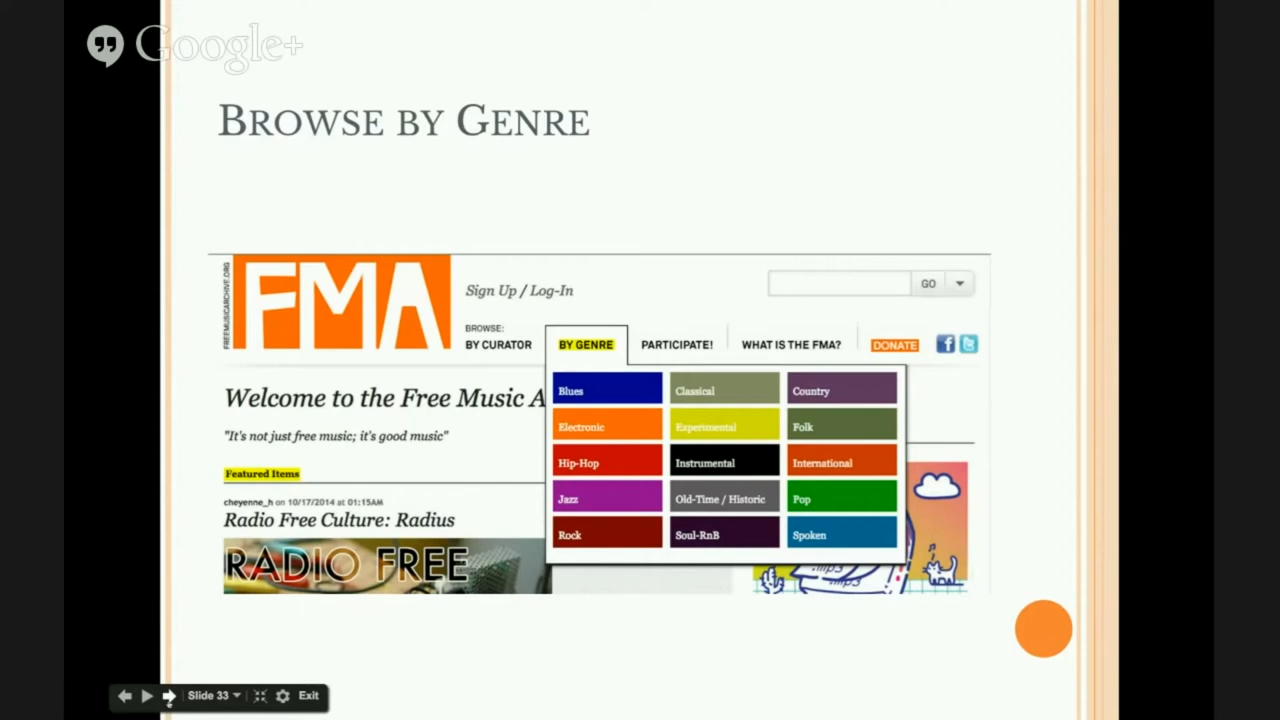 Google+
BROWSE BY GENRE
FREEMUSICARCHIVE.ORG
FMA
Sign Up / Log-In
GO
BROWSE:
BY CURATOR
BY GENRE
PARTICIPATE!
WHAT IS THE FMA?
DONATE
f
Blues
Classical
Country
Welcome to the Free Music A
Electronic
Experimental
Folk
"It's not just free music; it's good music"
Hip-Hop
Instrumental
International
Featured Items
Jazz
Old-Time / Historic
Pop
cheyenne_h on 10/17/2014 at 01:15AM
Radio Free Culture: Radius
Rock
Soul-RnB
Spoken
RADIO FREE
.mp3
.mp3
Slide 33
Exit